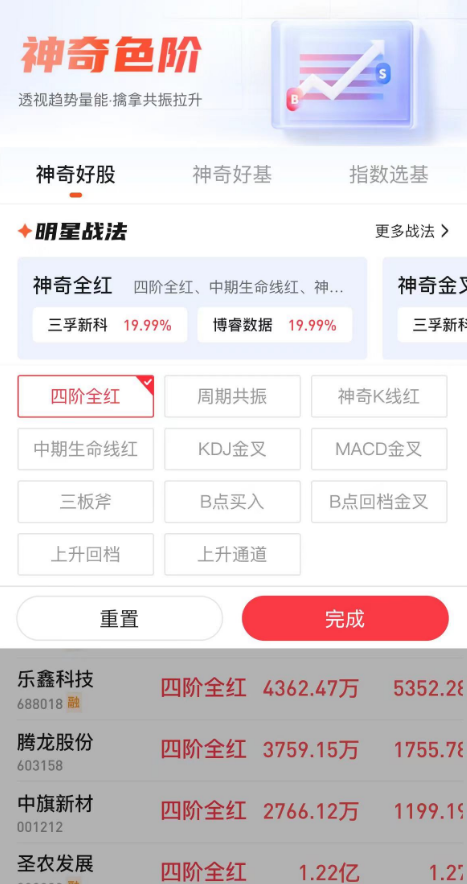 神奇色阶
透视趋势量能·擒拿共振拉升
B
S
神奇好股 神奇好基 指数选基
明星战法 更多战法
神奇全红 四阶全红、中期生命线红、神... 神奇金叉
三孚新科 19.99% 博睿数据 19.99% 三孚新科
四阶全红 周期共振 神奇K线红
中期生命线红 KDJ金叉 MACD金叉
三板斧 B点买入 B点回档金叉
上升回档 上升通道
重置 完成
乐鑫科技 四阶全红 4362.47万 5352.28
688018 融
腾龙股份 四阶全红 3759.15万 1755.78
603158
中旗新材 四阶全红 2766.12万 1199.19
001212
圣农发展 四阶全红 1.22亿 1.27